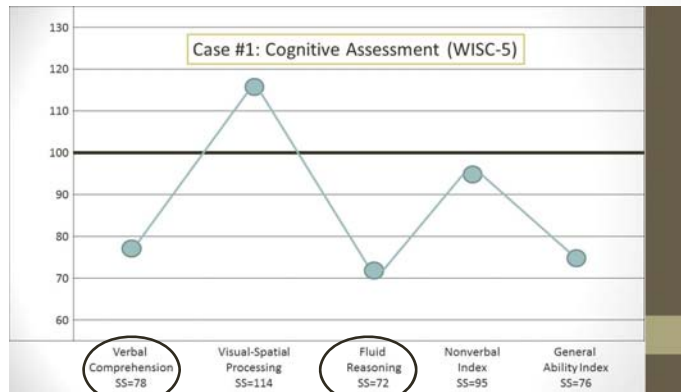 130
Case #1: Cognitive Assessment (WISC-5)
120
110
100
90
80
70
60
Verbal
Comprehension
SS=78
Visual-Spatial
Processing
SS=114
Fluid
Reasoning
SS=72
Nonverbal
Index
SS=95
General
Ability Index
SS=76